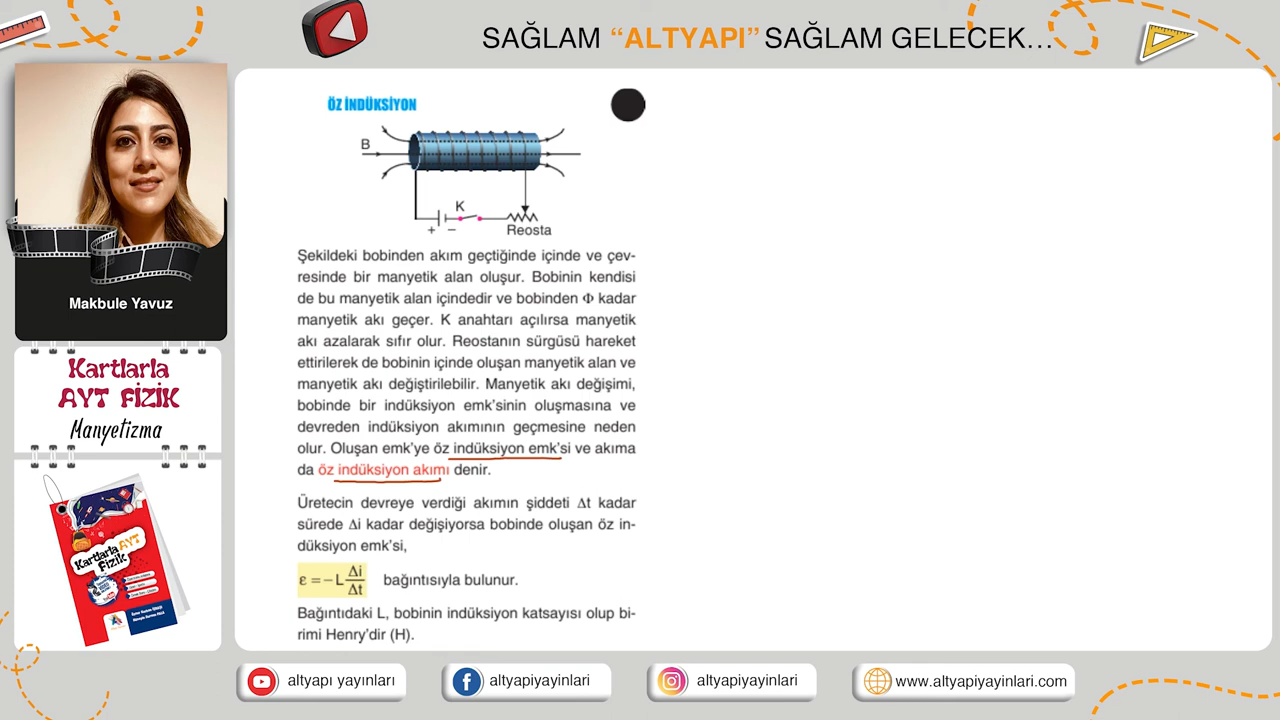 SAĞLAM “ALTYAPI” SAĞLAM GELECEK...
Makbule Yavuz
Kartlarla
AYT FİZİK
Manyetizma
Kartlarla AYT
Fizik
ÖZ İNDÜKSİYON
B
K
+ −
Reosta
Şekildeki bobinden akım geçtiğinde içinde ve çev-
resinde bir manyetik alan oluşur. Bobinin kendisi
de bu manyetik alan içindedir ve bobinden Φ kadar
manyetik akı geçer. K anahtarı açılırsa manyetik
akı azalarak sıfır olur. Reostanın sürgüsü hareket
ettirilerek de bobinin içinde oluşan manyetik alan ve
manyetik akı değiştirilebilir. Manyetik akı değişimi,
bobinde bir indüksiyon emk’sinin oluşmasına ve
devreden indüksiyon akımının geçmesine neden
olur. Oluşan emk’ye öz indüksiyon emk’si ve akıma
da öz indüksiyon akımı denir.
Üretecin devreye verdiği akımın şiddeti Δt kadar
sürede Δi kadar değişiyorsa bobinde oluşan öz in-
düksiyon emk’si,
ε = −L Δi/Δt bağıntısıyla bulunur.
Bağıntıdaki L, bobinin indüksiyon katsayısı olup bi-
rimi Henry’dir (H).
altyapı yayınları
altyapiyayinlari
altyapiyayinlari
www.altyapiyayinlari.com